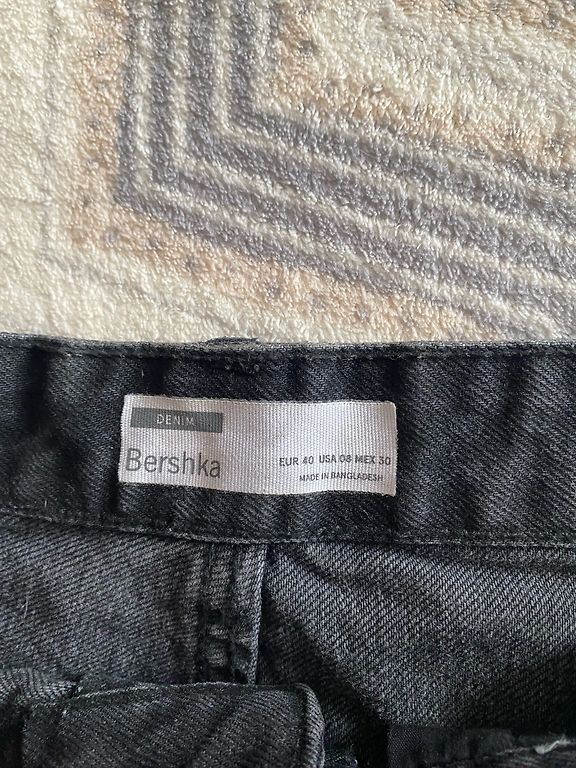 DENIM
Bershka
EUR 40 USA 08 MEX 30
MADE IN BANGLADESH